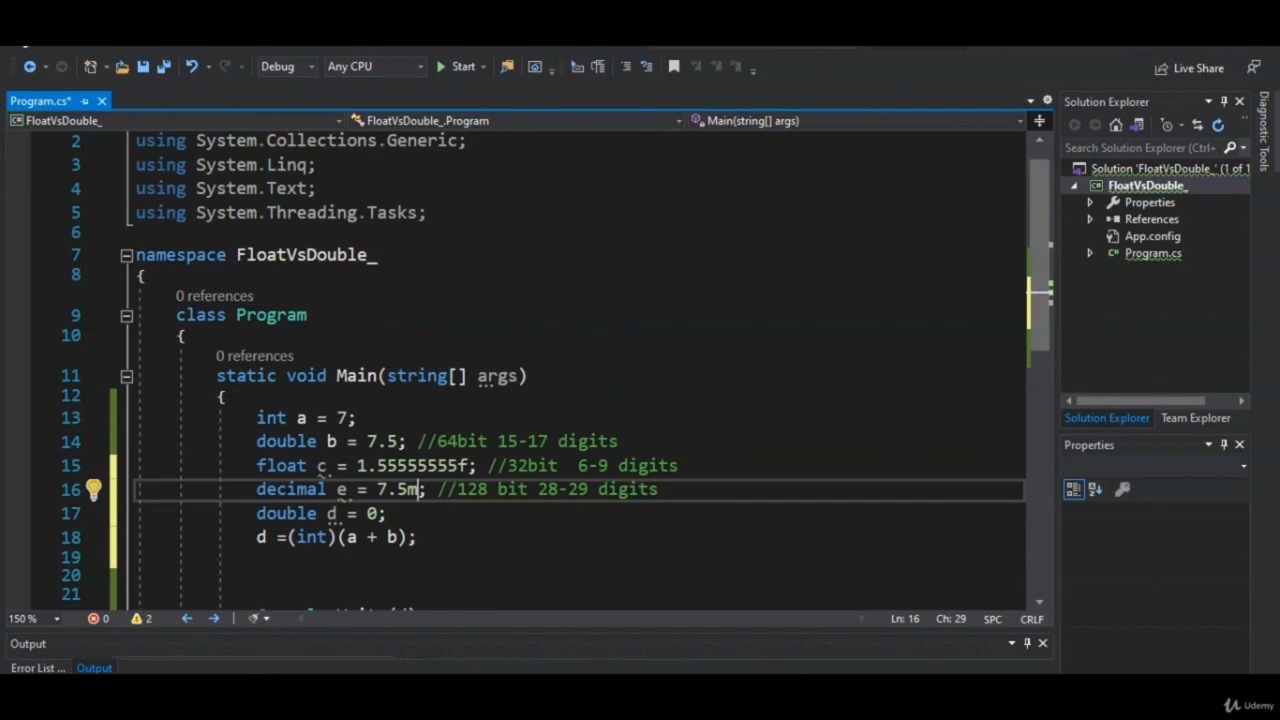 Debug Any CPU Start Live Share
Program.cs* Solution Explorer
FloatVsDouble_ FloatVsDouble_.Program Main(string[] args)
Search Solution Explorer (Ctrl+
Solution 'FloatVsDouble_' (1 of 1
FloatVsDouble_
Properties
References
App.config
Program.cs
Diagnostic Tools
2 using System.Collections.Generic;
3 using System.Linq;
4 using System.Text;
5 using System.Threading.Tasks;
6
7 namespace FloatVsDouble_
8 {
0 references
9 class Program
10 {
0 references
11 static void Main(string[] args)
12 {
13 int a = 7;
14 double b = 7.5; //64bit 15-17 digits
15 float c = 1.55555555f; //32bit  6-9 digits
16 decimal e = 7.5m; //128 bit 28-29 digits
17 double d = 0;
18 d =(int)(a + b);
19
20
21
Solution Explorer Team Explorer
Properties
150 % 0 2 Ln: 16 Ch: 29 SPC CRLF
Output
Error List ... Output
Udemy